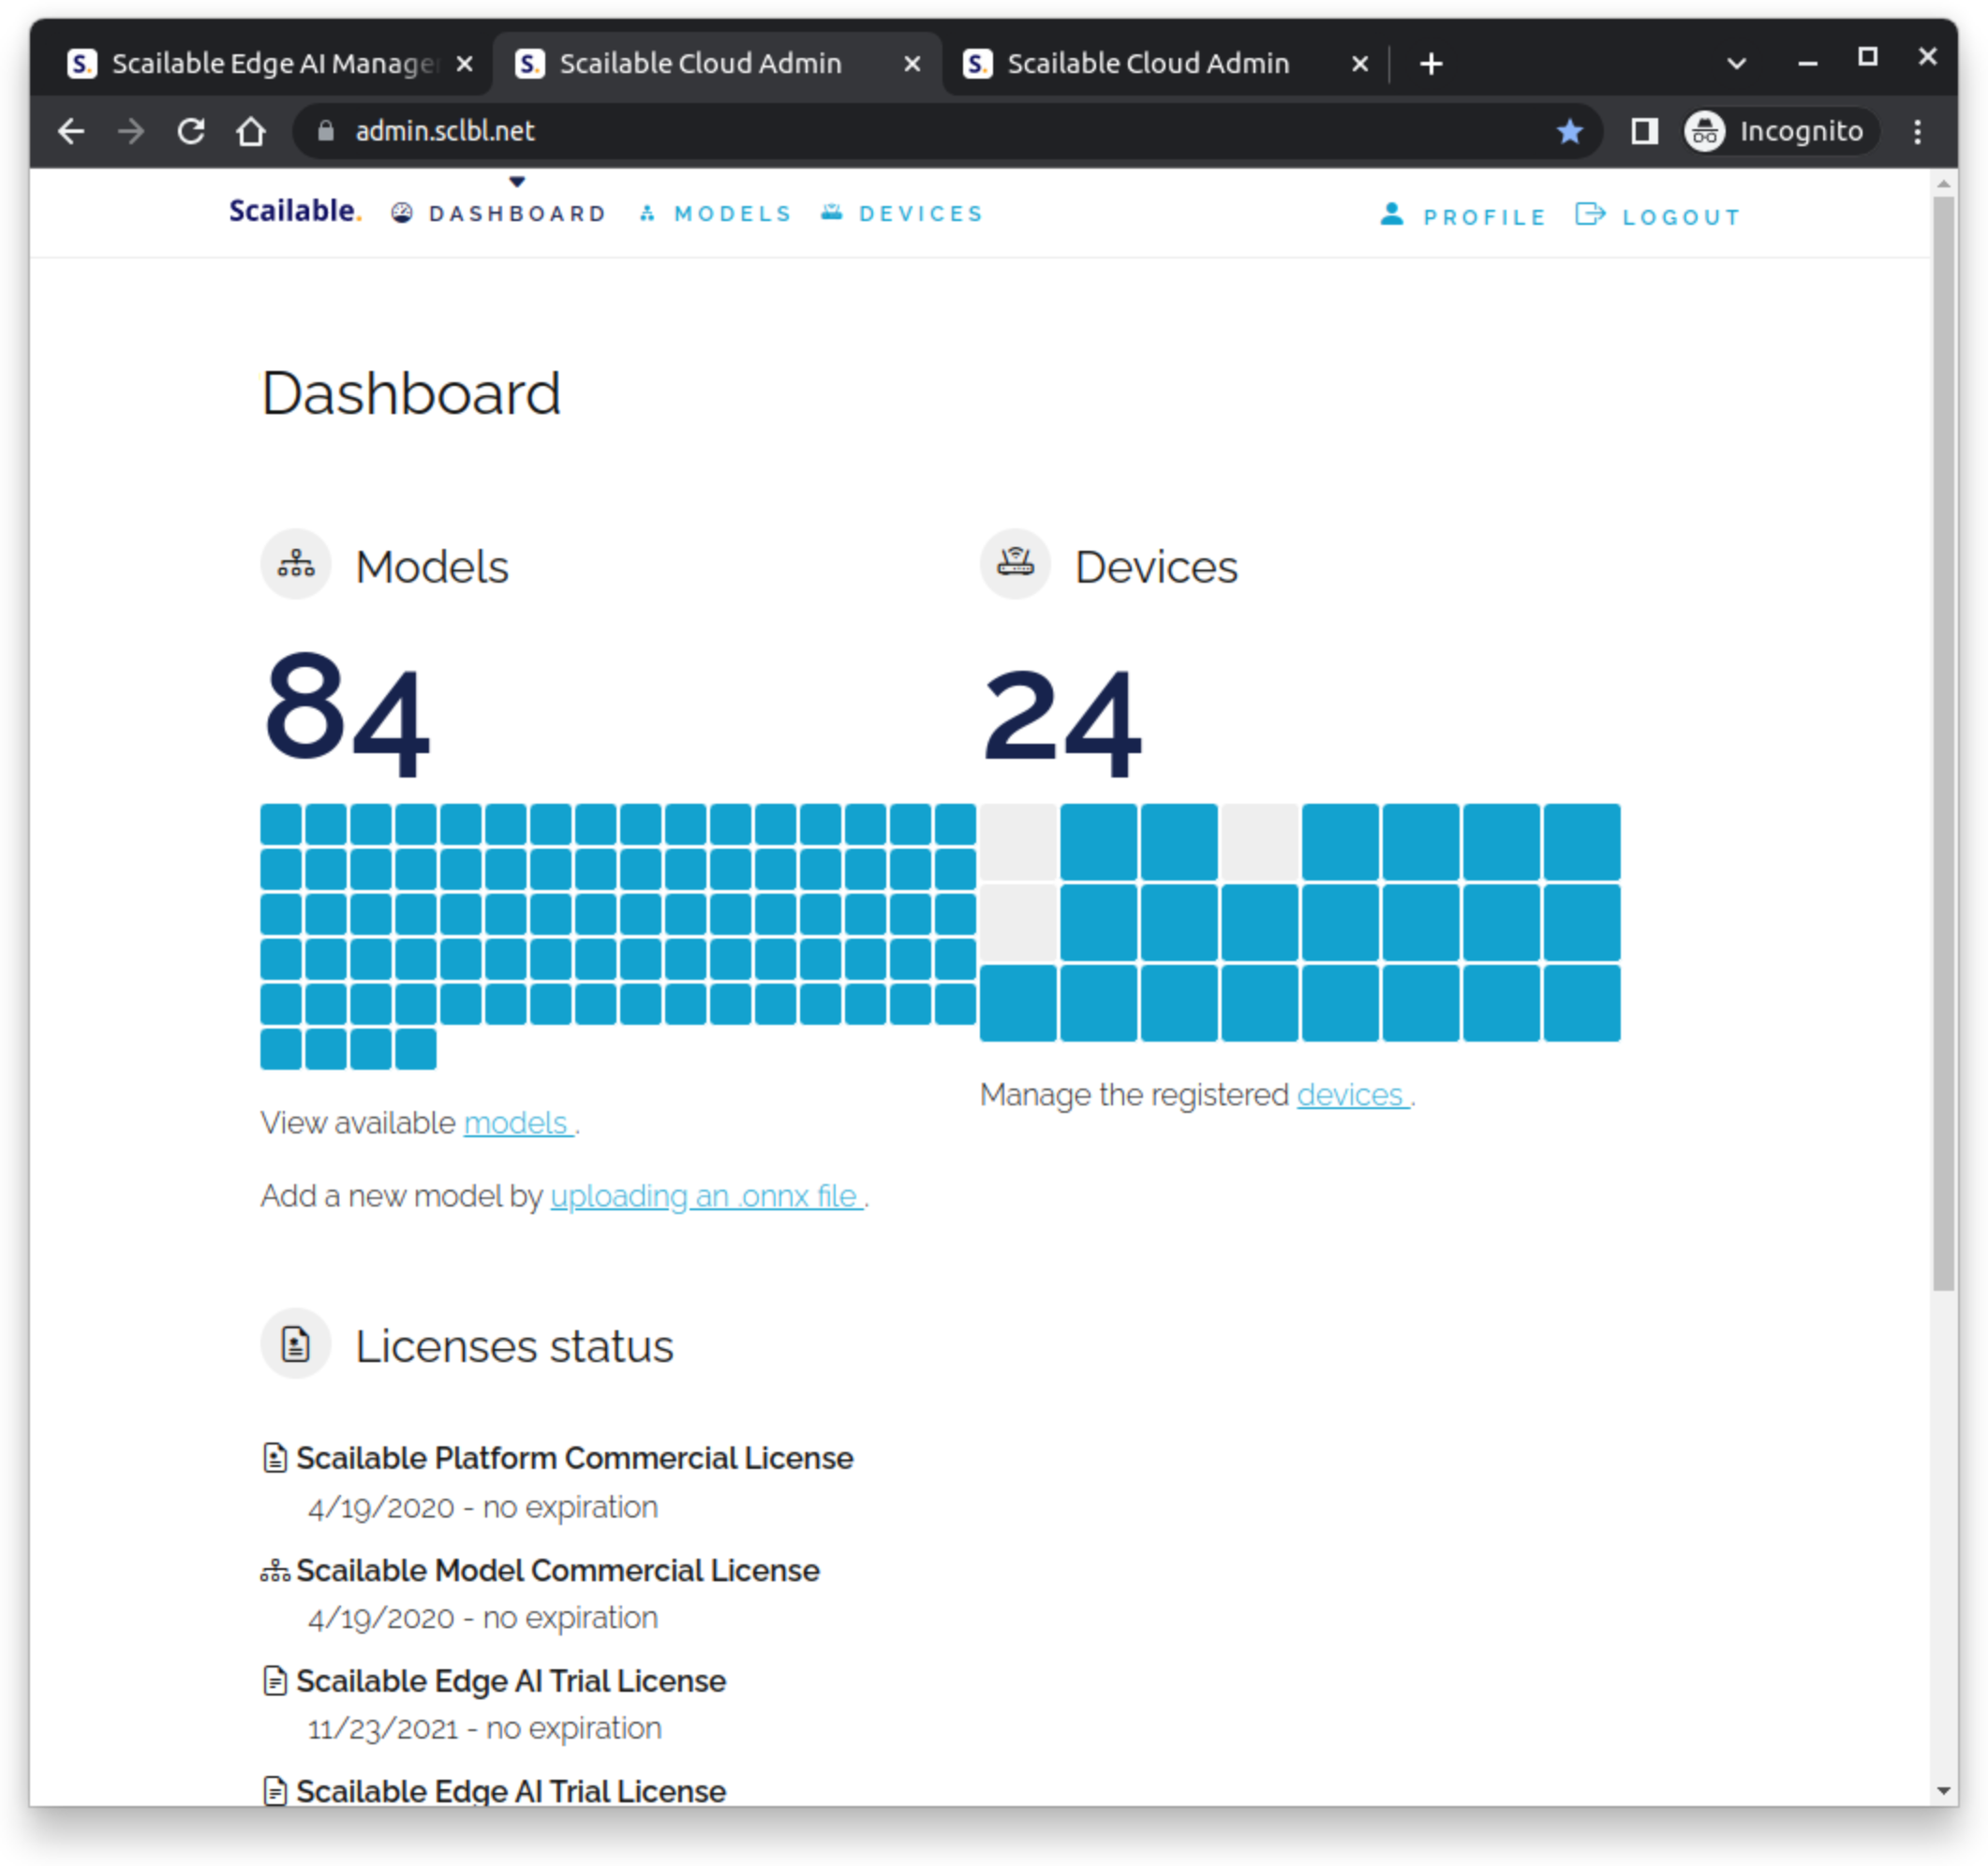 S. Scailable Edge AI Manager
S. Scailable Cloud Admin
S. Scailable Cloud Admin
admin.sclbl.net
Incognito
Scailable. DASHBOARD MODELS DEVICES PROFILE LOGOUT
Dashboard
Models
84
View available models .
Add a new model by uploading an .onnx file .
Devices
24
Manage the registered devices .
Licenses status
Scailable Platform Commercial License
4/19/2020 - no expiration
Scailable Model Commercial License
4/19/2020 - no expiration
Scailable Edge AI Trial License
11/23/2021 - no expiration
Scailable Edge AI Trial License